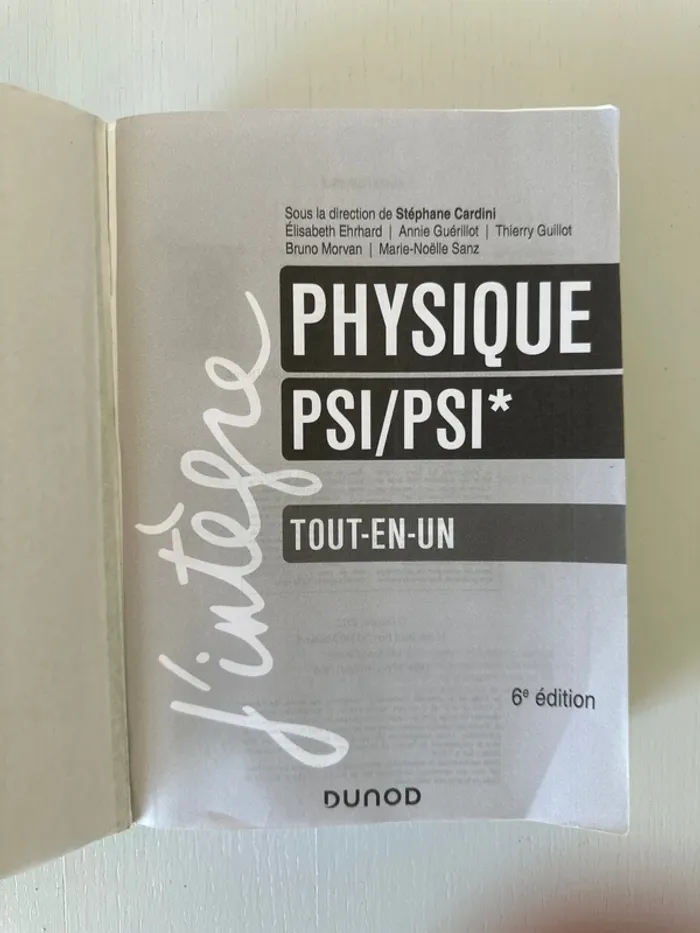 Sous la direction de Stéphane Cardini
Élisabeth Ehrhard | Annie Guérillot | Thierry Guillot
Bruno Morvan | Marie-Noëlle Sanz
PHYSIQUE
PSI/PSI*
j'intègre
TOUT-EN-UN
6e édition
DUNOD